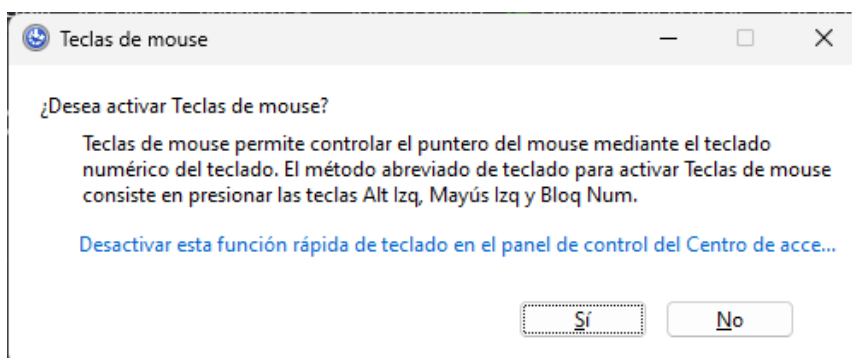 Teclas de mouse
¿Desea activar Teclas de mouse?
Teclas de mouse permite controlar el puntero del mouse mediante el teclado
numérico del teclado. El método abreviado de teclado para activar Teclas de mouse
consiste en presionar las teclas Alt Izq, Mayús Izq y Bloq Num.
Desactivar esta función rápida de teclado en el panel de control del Centro de acce...
Sí
No